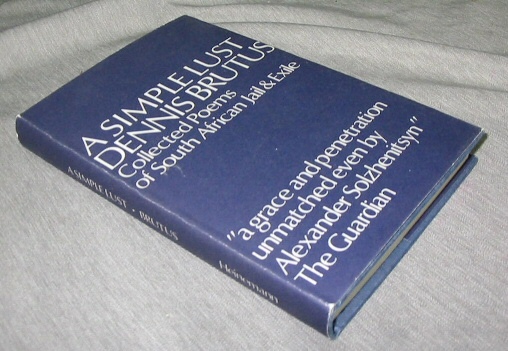 A SIMPLE LUST
DENNIS BRUTUS
Collected Poems
of South African Jail & Exile
"a grace and penetration
unmatched even by
Alexander Solzhenitsyn"
The Guardian
A SIMPLE LUST • BRUTUS
Heinemann